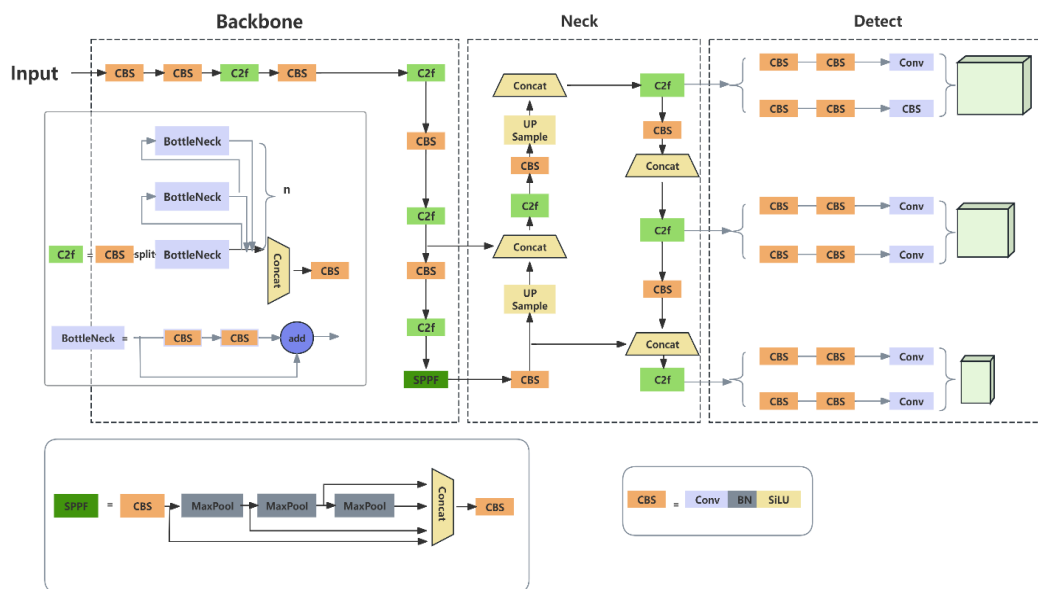 Backbone
Neck
Detect
Input
CBS
CBS
C2f
CBS
C2f
CBS
C2f
CBS
C2f
SPPF
BottleNeck
BottleNeck
n
C2f
=
CBS
split
BottleNeck
Concat
CBS
BottleNeck
=
CBS
CBS
add
Concat
UP
Sample
CBS
C2f
Concat
UP
Sample
CBS
C2f
CBS
Concat
C2f
CBS
Concat
C2f
CBS
CBS
Conv
CBS
CBS
CBS
CBS
CBS
Conv
CBS
CBS
Conv
CBS
CBS
Conv
CBS
CBS
Conv
SPPF
=
CBS
MaxPool
MaxPool
MaxPool
Concat
CBS
CBS
=
Conv
BN
SiLU